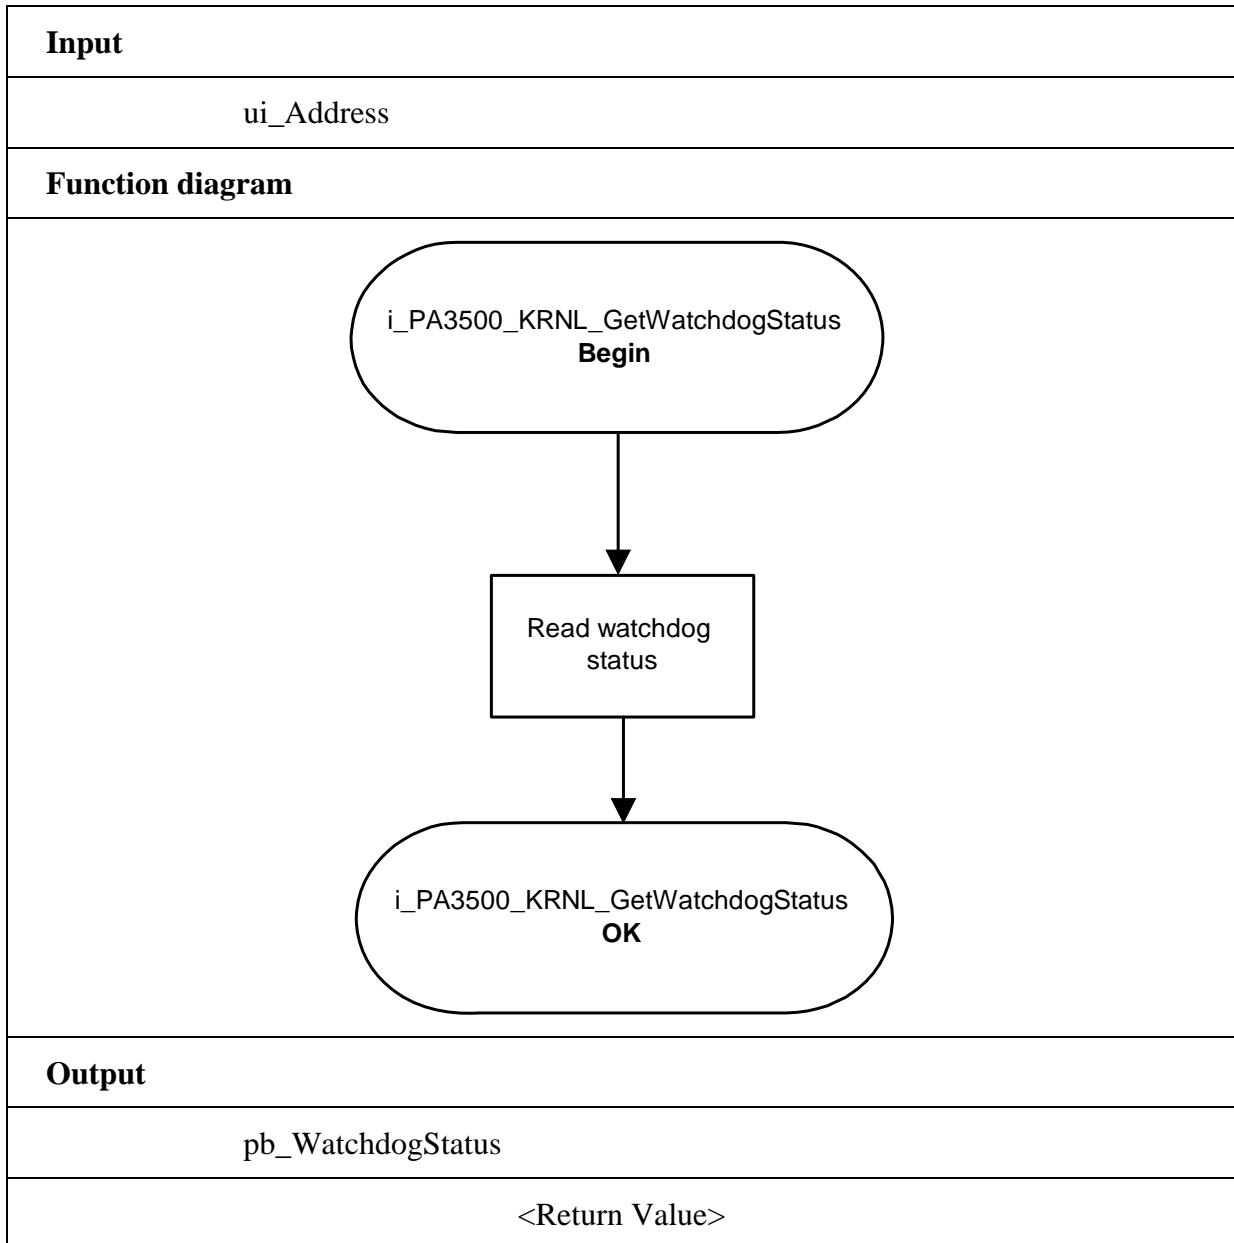 Input
ui_Address
Function diagram
i_PA3500_KRNL_GetWatchdogStatus
Begin
Read watchdog
status
i_PA3500_KRNL_GetWatchdogStatus
OK
Output
pb_WatchdogStatus
<Return Value>